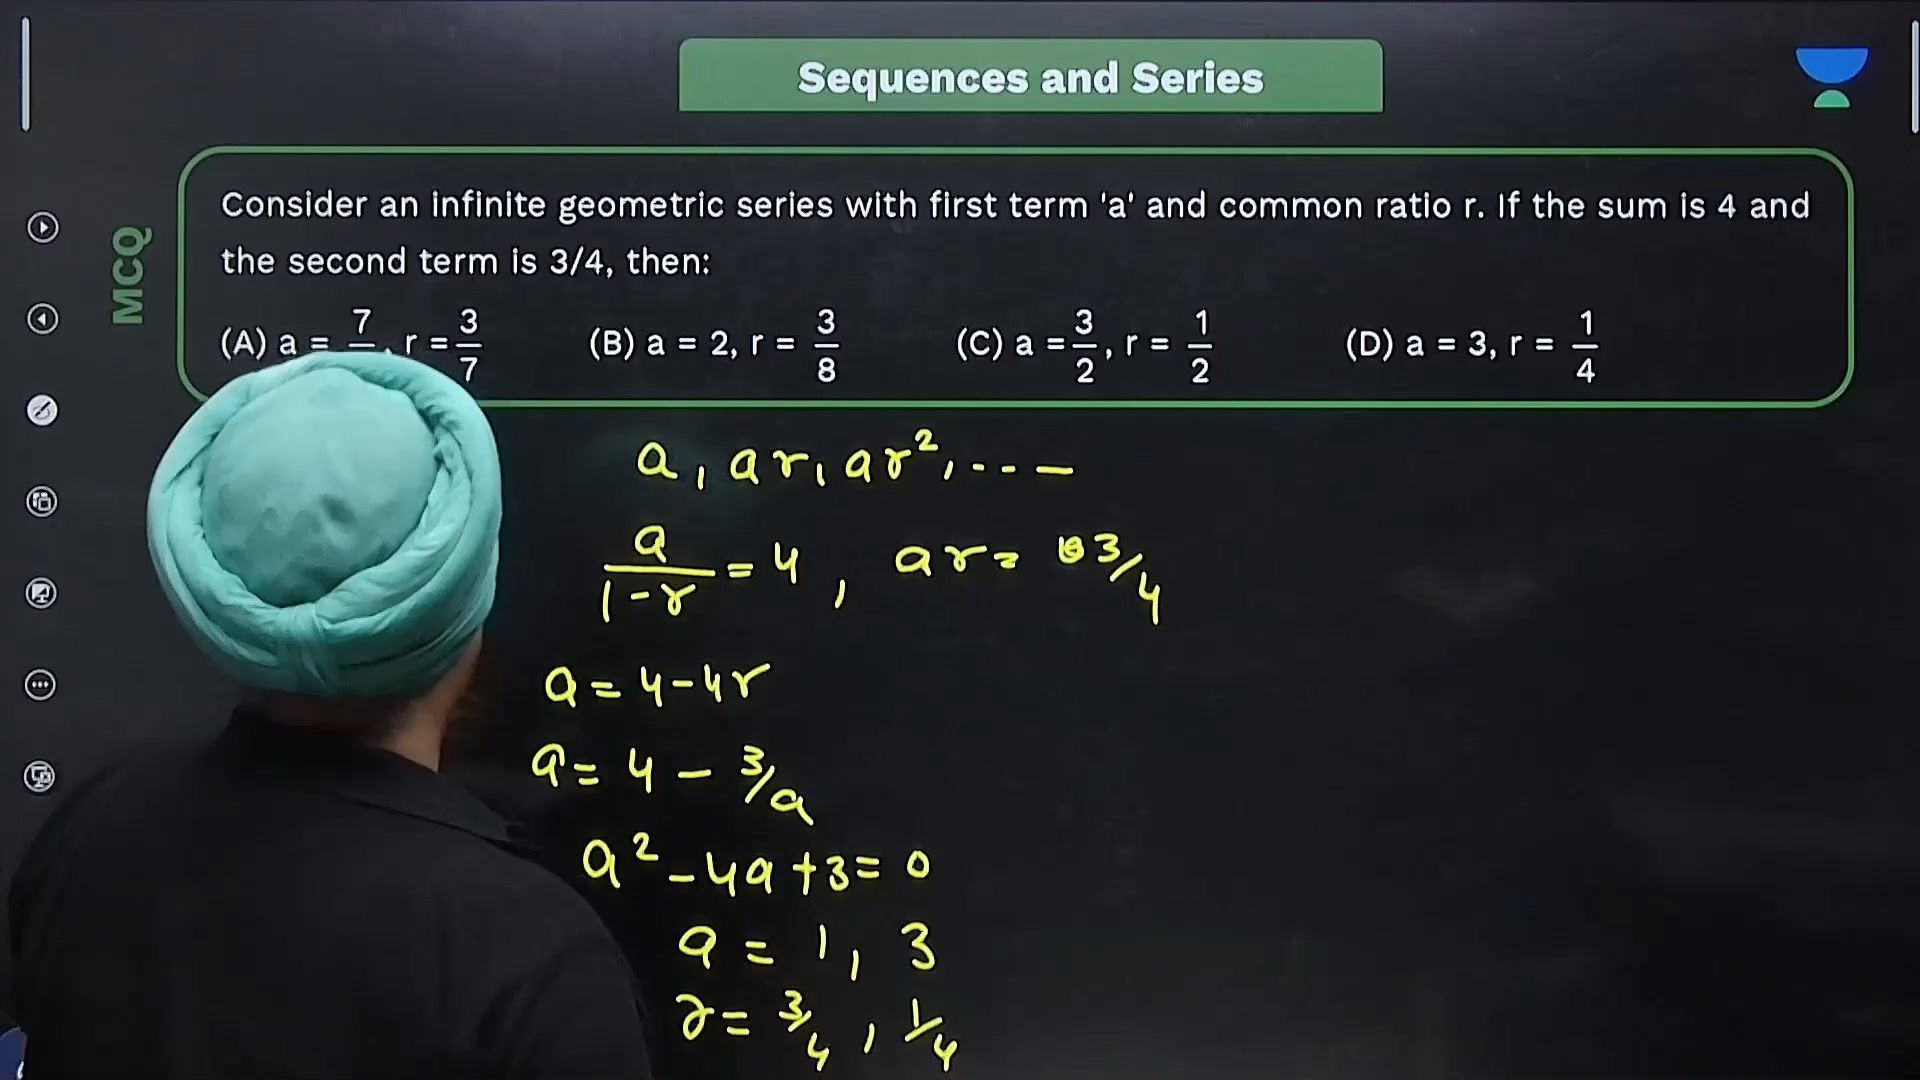 Sequences and Series
MCQ
Consider an infinite geometric series with first term 'a' and common ratio r. If the sum is 4 and
the second term is 3/4, then:
(A) a = 7/ , r = 3/7 (B) a = 2, r = 3/8 (C) a = 3/2, r = 1/2 (D) a = 3, r = 1/4
a, ar, ar², ...
a/(1-r) = 4, ar = 3/4
a = 4 - 4r
a = 4 - 3/a
a² - 4a + 3 = 0
a = 1, 3
r = 3/4, 1/4